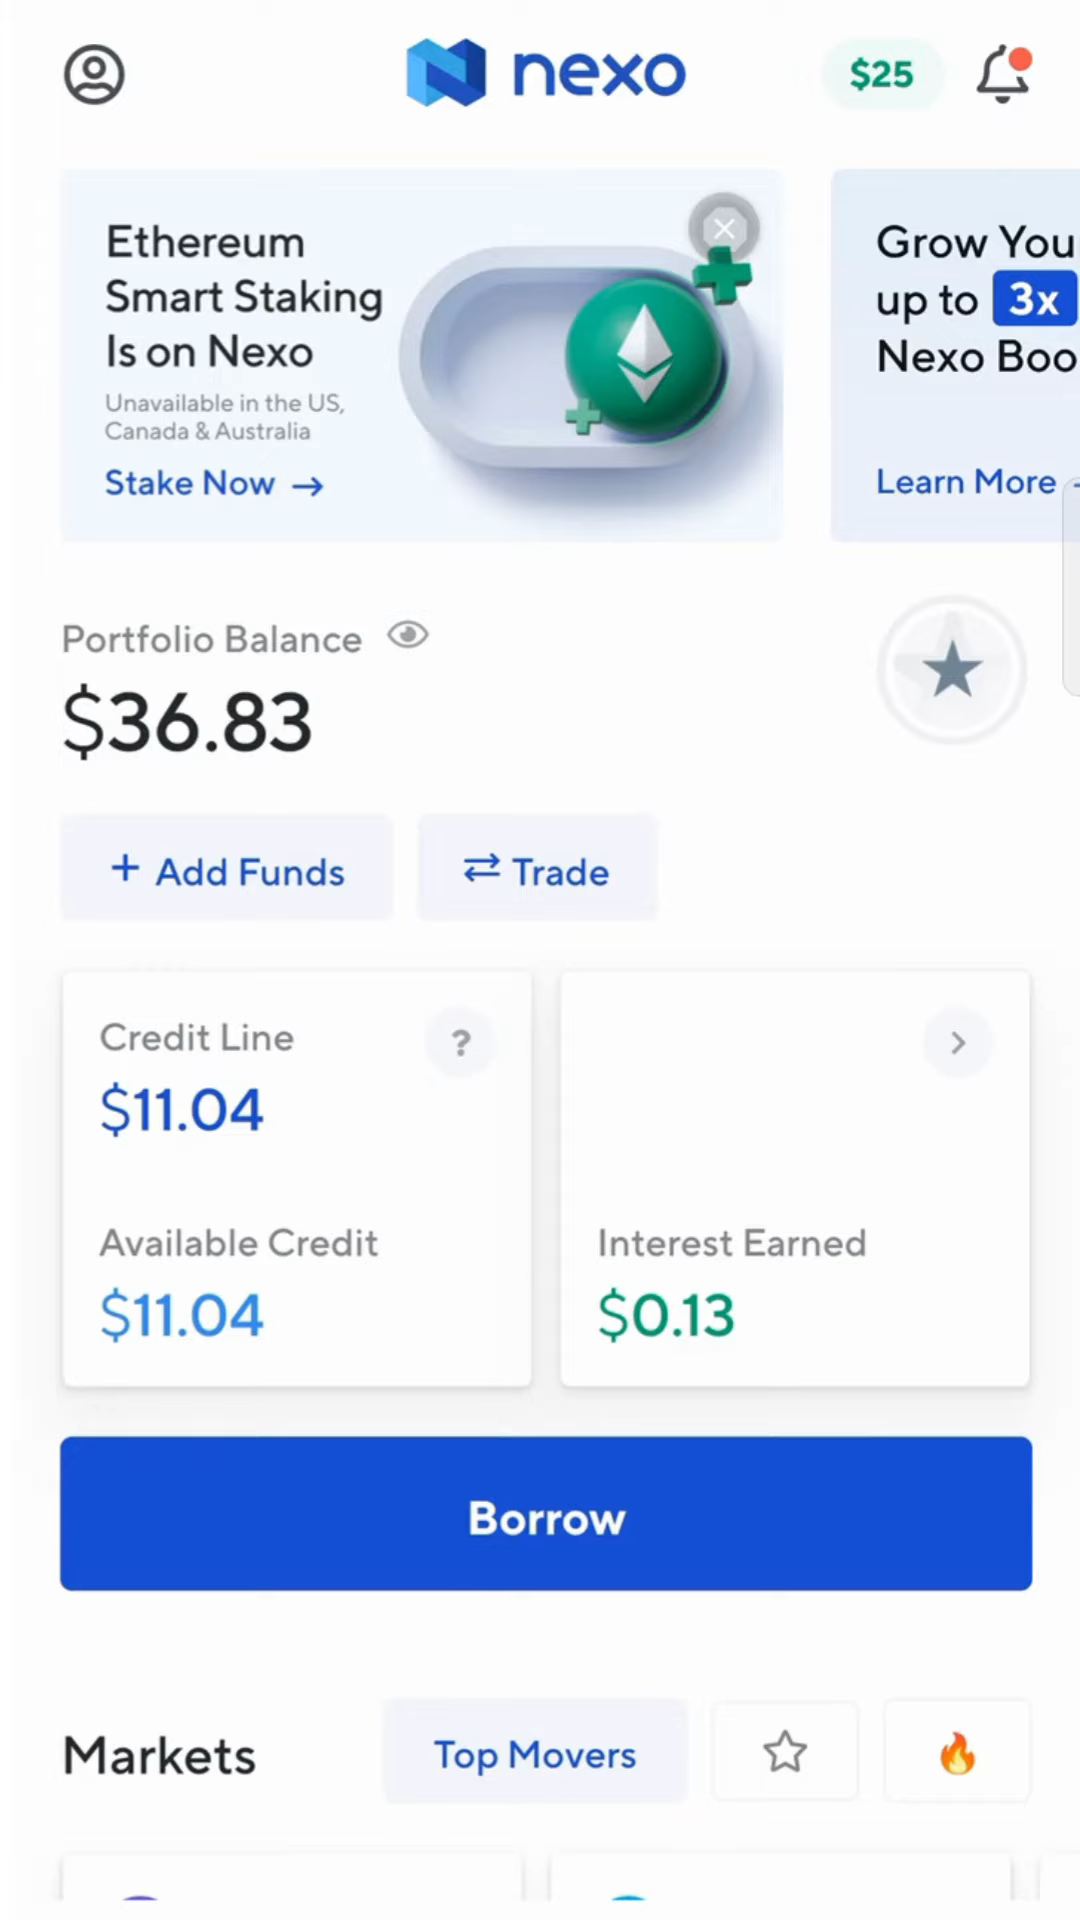 nexo
$25
Ethereum
Smart Staking
Is on Nexo
Unavailable in the US,
Canada & Australia
Stake Now →
Grow You
up to 3x
Nexo Boo
Learn More
Portfolio Balance
$36.83
+ Add Funds
Trade
Credit Line
?
$11.04
Available Credit
$11.04
Interest Earned
$0.13
Borrow
Markets
Top Movers